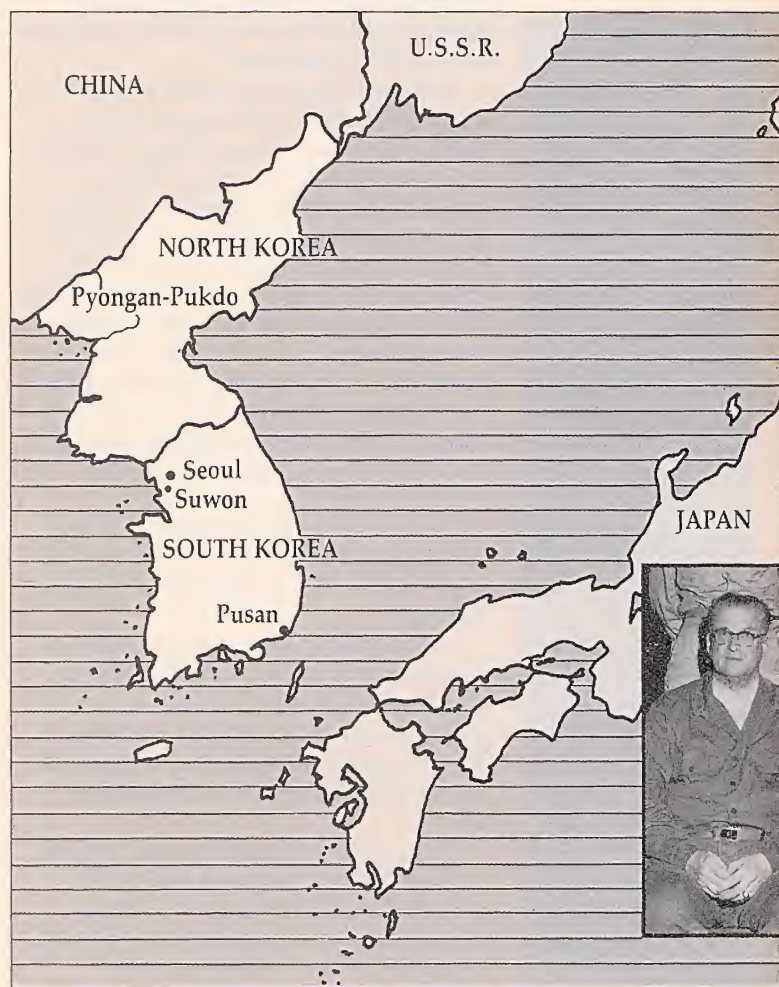 U.S.S.R.
CHINA
NORTH KOREA
Pyongan-Pukdo
Seoul
Suwon
SOUTH KOREA
JAPAN
Pusan